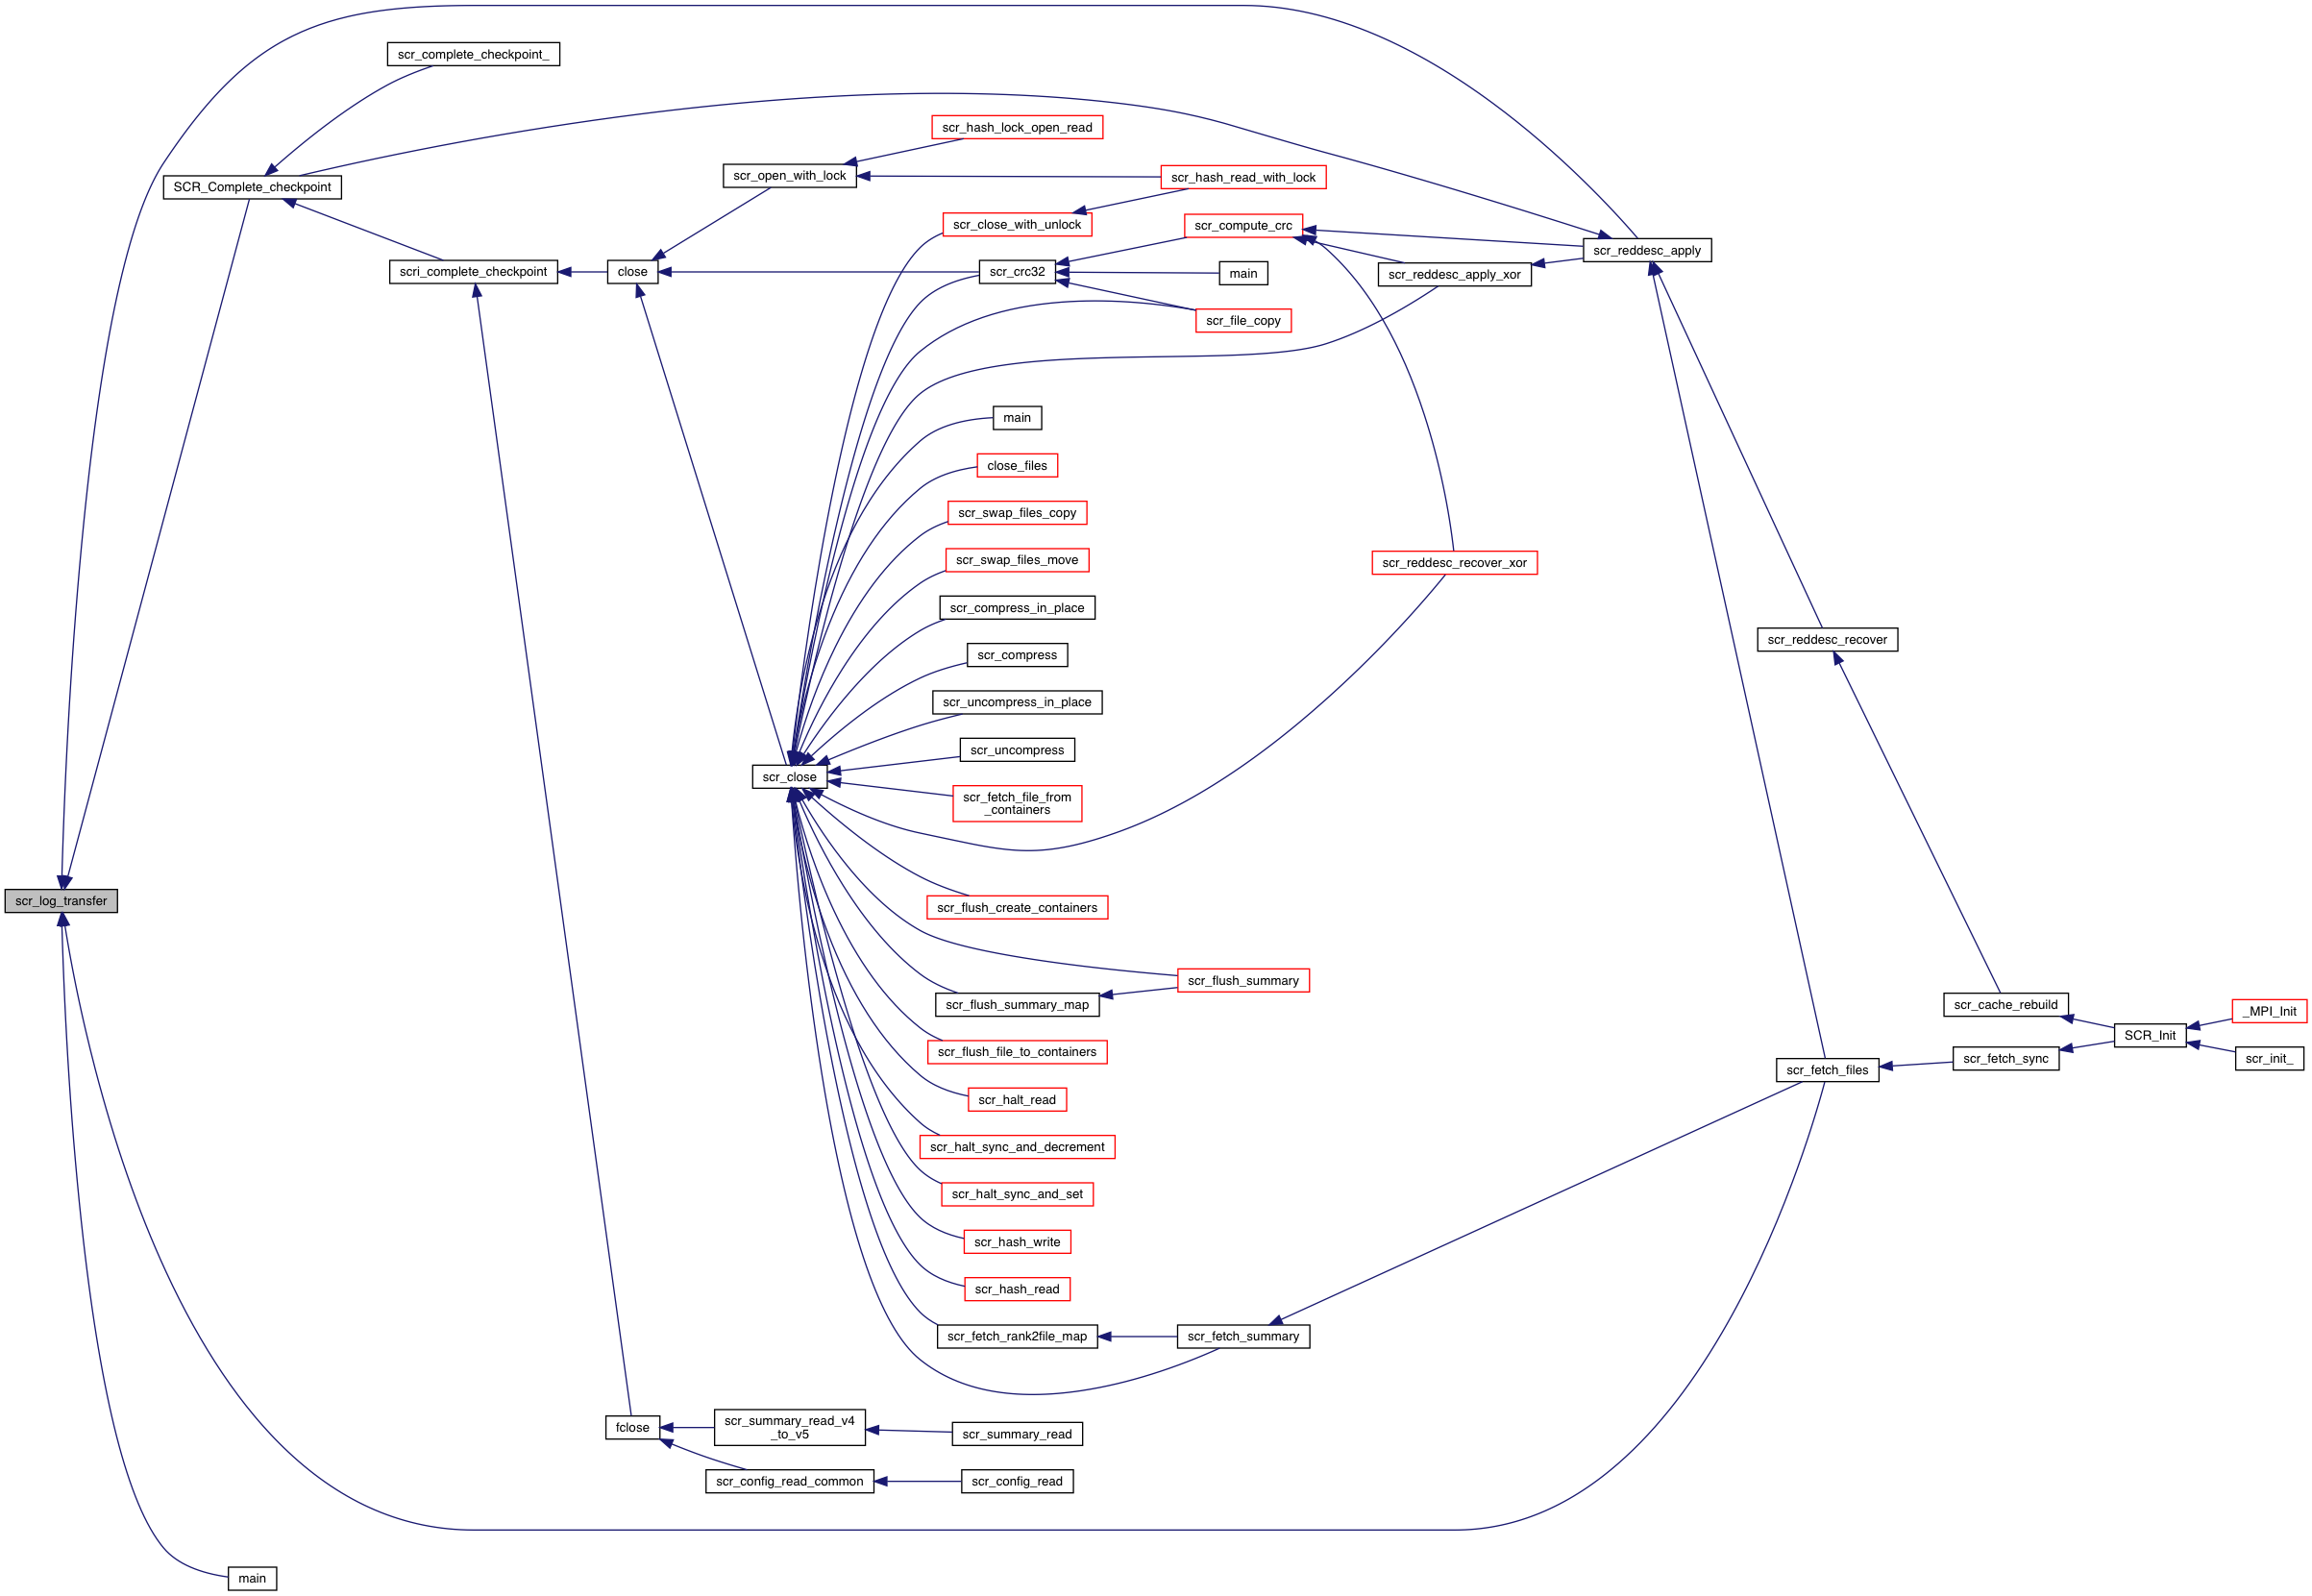 scr_complete_checkpoint_
scr_hash_lock_open_read
scr_open_with_lock
scr_hash_read_with_lock
SCR_Complete_checkpoint
scr_close_with_unlock
scr_compute_crc
scr_reddesc_apply
scri_complete_checkpoint
close
scr_crc32
main
scr_reddesc_apply_xor
scr_file_copy
main
close_files
scr_swap_files_copy
scr_swap_files_move
scr_reddesc_recover_xor
scr_compress_in_place
scr_reddesc_recover
scr_compress
scr_uncompress_in_place
scr_uncompress
scr_close
scr_fetch_file_from
_containers
scr_log_transfer
scr_flush_create_containers
scr_flush_summary
scr_flush_summary_map
scr_cache_rebuild
_MPI_Init
SCR_Init
scr_flush_file_to_containers
scr_fetch_sync
scr_init_
scr_fetch_files
scr_halt_read
scr_halt_sync_and_decrement
scr_halt_sync_and_set
scr_hash_write
scr_hash_read
scr_fetch_rank2file_map
scr_fetch_summary
fclose
scr_summary_read_v4
_to_v5
scr_summary_read
scr_config_read_common
scr_config_read
main